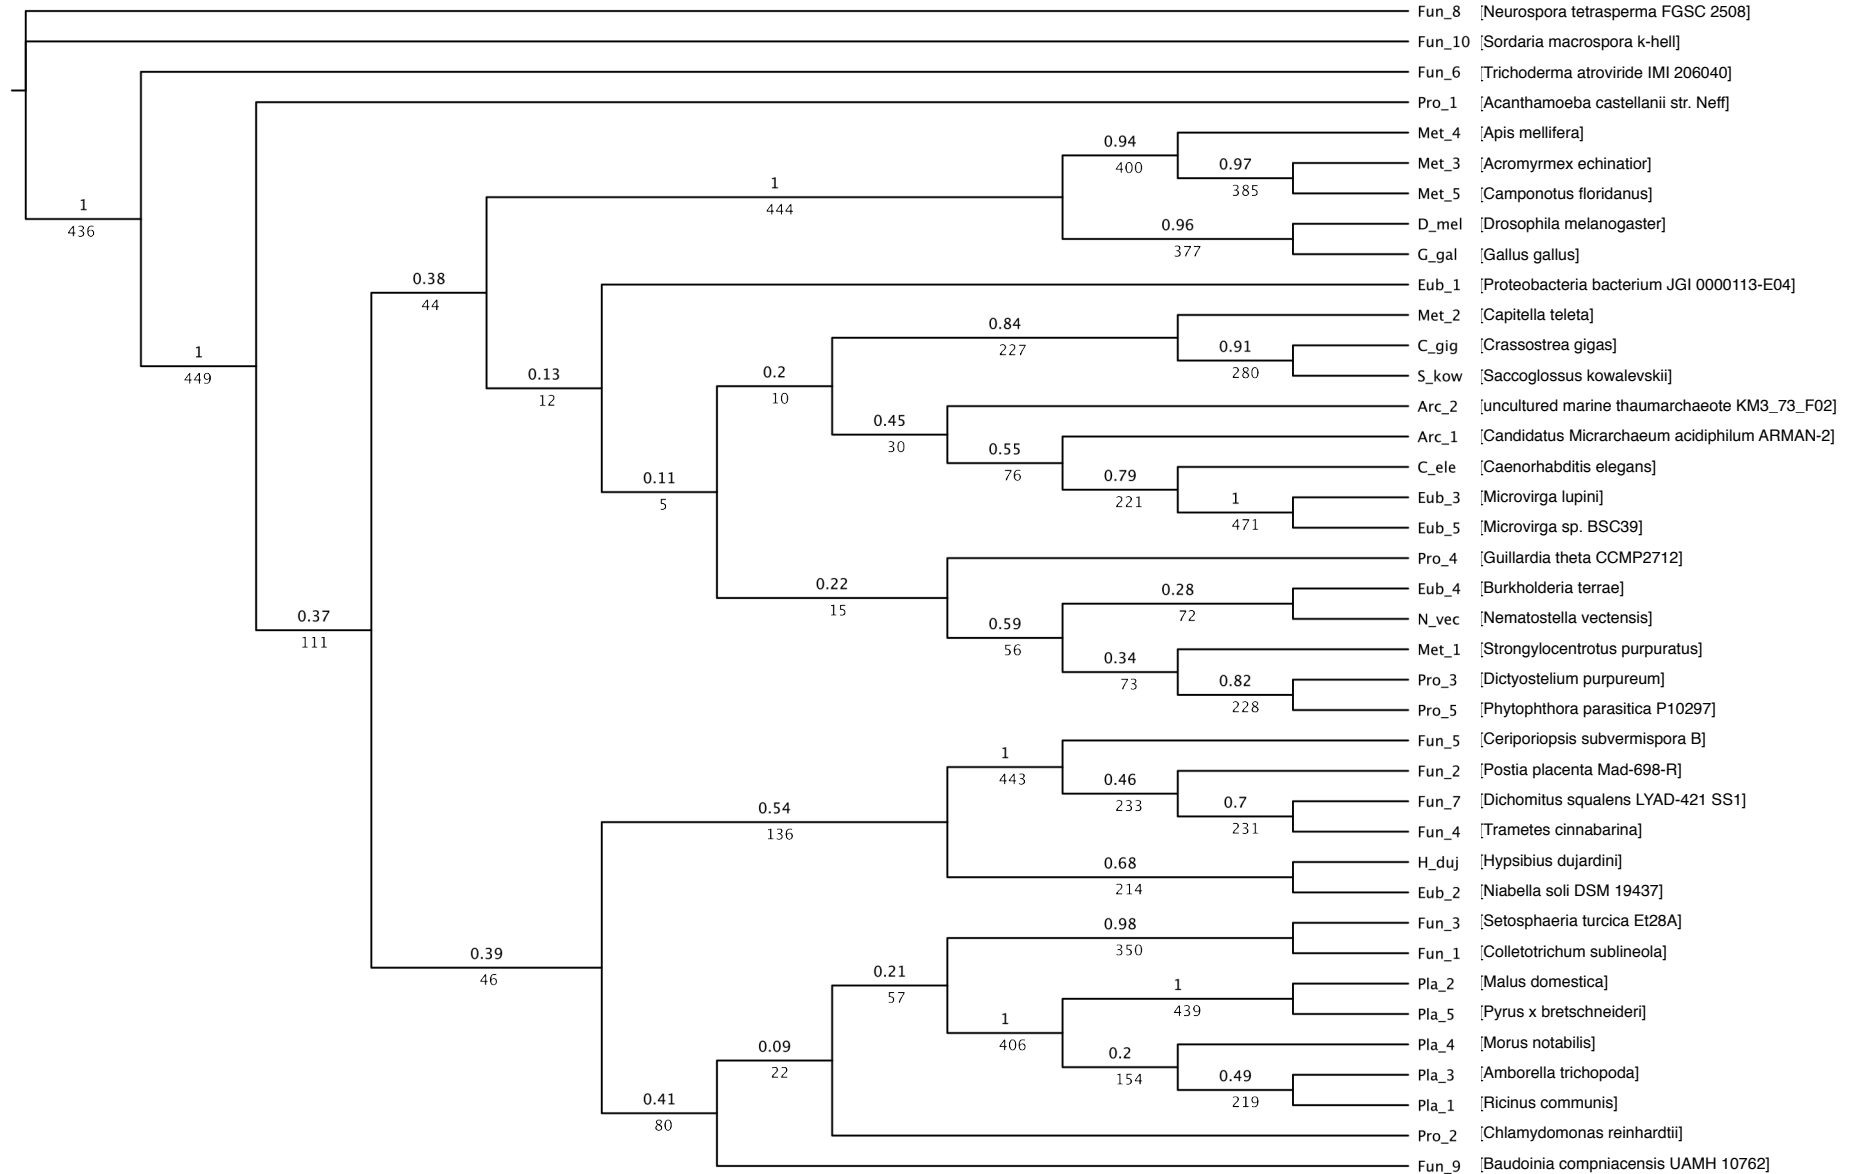 Fun_8 [Neurospora tetrasperma FGSC 2508]
Fun_10 [Sordaria macrospora k-hell]
Fun_6 [Trichoderma atroviride IMI 206040]
Pro_1 [Acanthamoeba castellanii str. Neff]
Met_4 [Apis mellifera]
0.94
400
0.97
Met_3 [Acromyrmex echinatior]
385
Met_5 [Camponotus floridanus]
1
444
1
436
0.96
D_mel [Drosophila melanogaster]
377
G_gal [Gallus gallus]
0.38
44
Eub_1 [Proteobacteria bacterium JGI 0000113-E04]
0.84
227
Met_2 [Capitella teleta]
0.91
C_gig [Crassostrea gigas]
280
S_kow [Saccoglossus kowalevskii]
1
449
0.13
12
0.2
10
Arc_2 [uncultured marine thaumarchaeote KM3_73_F02]
0.45
30
Arc_1 [Candidatus Micrarchaeum acidiphilum ARMAN-2]
0.55
76
C_ele [Caenorhabditis elegans]
0.79
221
1
Eub_3 [Microvirga lupini]
471
Eub_5 [Microvirga sp. BSC39]
0.11
5
Pro_4 [Guillardia theta CCMP2712]
0.22
15
0.28
Eub_4 [Burkholderia terrae]
72
N_vec [Nematostella vectensis]
0.37
111
0.59
56
Met_1 [Strongylocentrotus purpuratus]
0.34
73
0.82
Pro_3 [Dictyostelium purpureum]
228
Pro_5 [Phytophthora parasitica P10297]
Fun_5 [Ceriporiopsis subvermispora B]
1
443
Fun_2 [Postia placenta Mad-698-R]
0.46
233
0.7
Fun_7 [Dichomitus squalens LYAD-421 SS1]
231
Fun_4 [Trametes cinnabarina]
0.54
136
0.68
H_duj [Hypsibius dujardini]
214
Eub_2 [Niabella soli DSM 19437]
0.98
Fun_3 [Setosphaeria turcica Et28A]
350
Fun_1 [Colletotrichum sublineola]
0.39
46
0.21
57
1
Pla_2 [Malus domestica]
439
Pla_5 [Pyrus x bretschneideri]
1
406
Pla_4 [Morus notabilis]
0.2
154
0.49
Pla_3 [Amborella trichopoda]
219
Pla_1 [Ricinus communis]
0.09
22
0.41
80
Pro_2 [Chlamydomonas reinhardtii]
Fun_9 [Baudoinia compniacensis UAMH 10762]